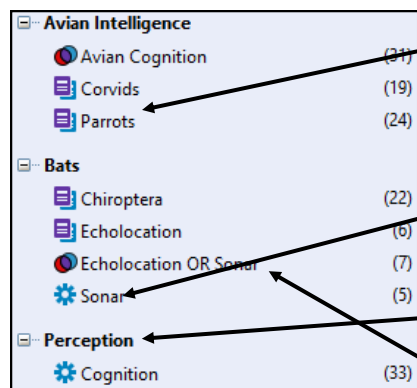 Avian Intelligence
Avian Cognition (31)
Corvids (19)
Parrots (24)
Bats
Chiroptera (22)
Echolocation (6)
Echolocation OR Sonar (7)
Sonar (5)
Perception
Cognition (33)